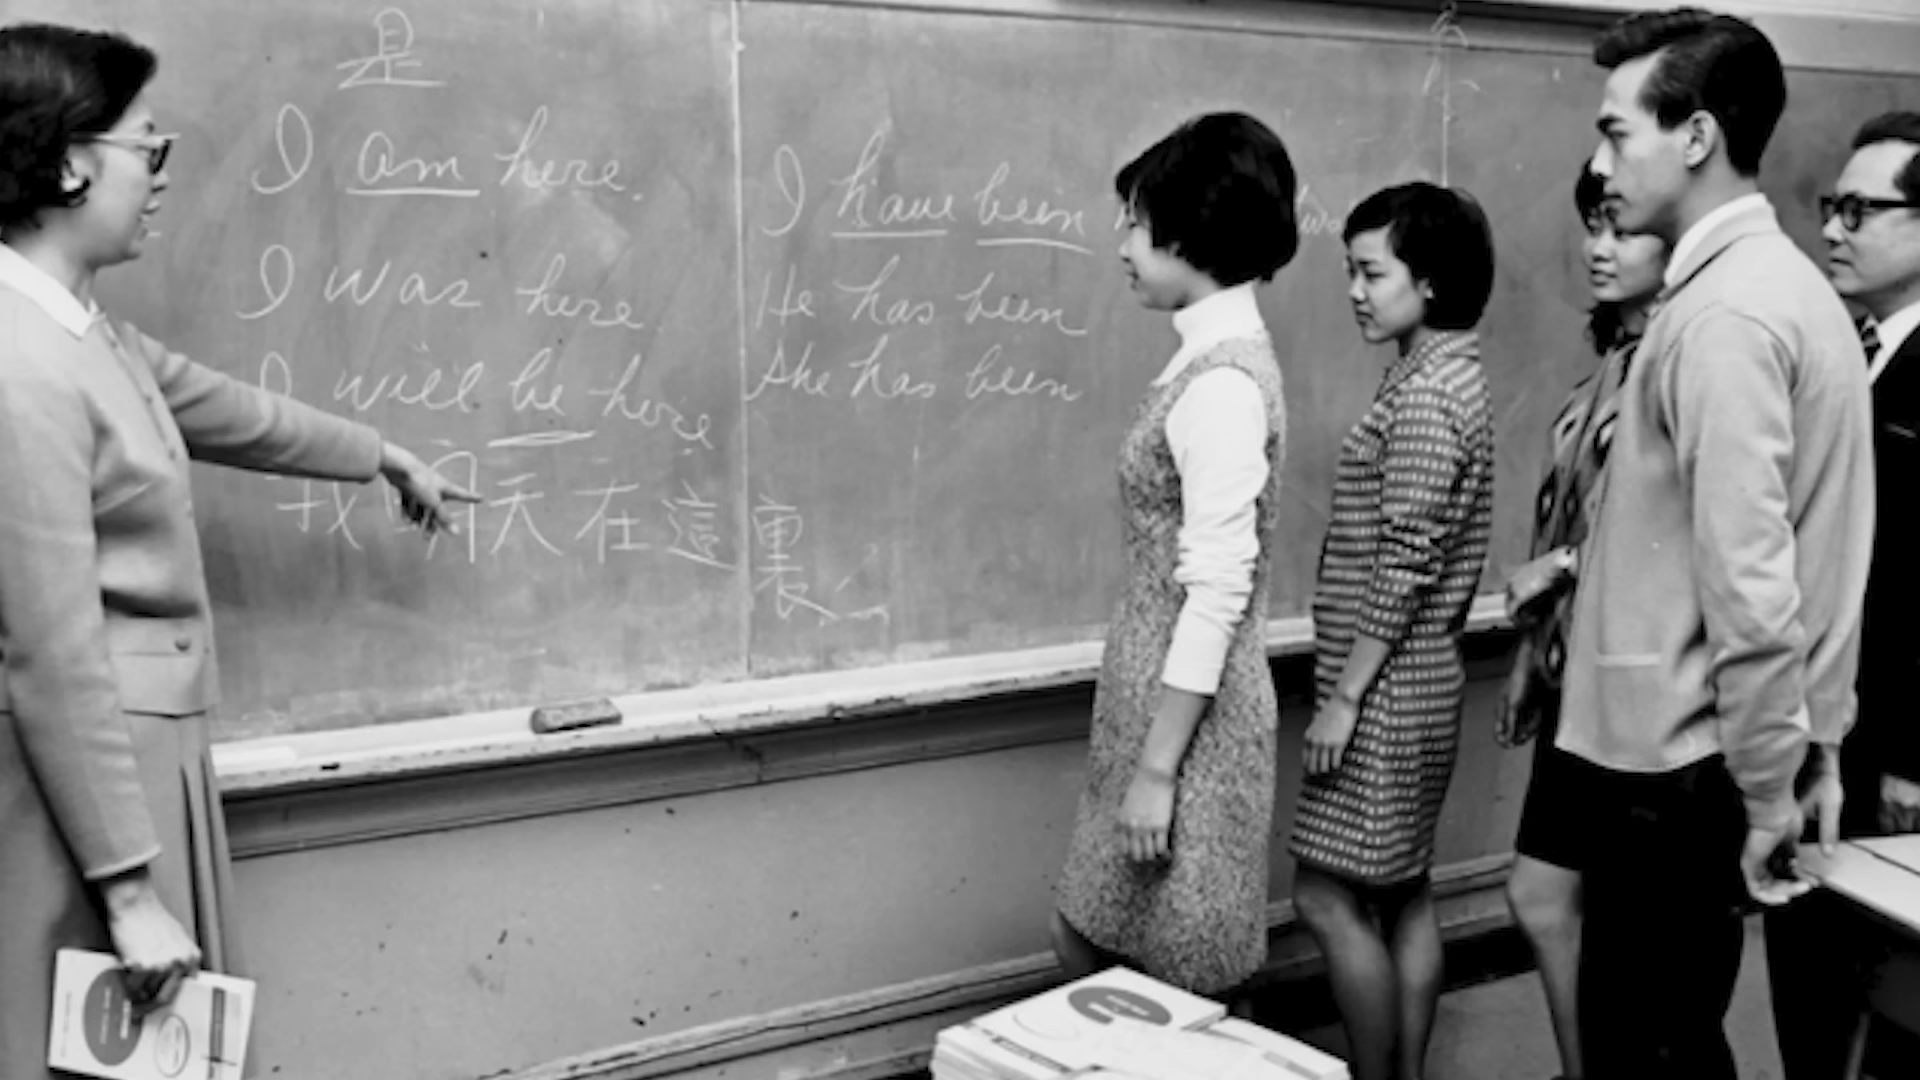 是
I am here.
I was here
I will be here
我明天在這裏
I have been
He has been
She has been